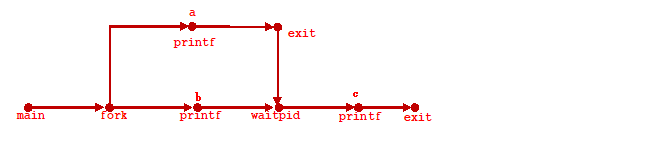 a
printf
exit
b
c
main
fork
printf
waitpid
printf
exit